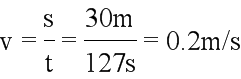 v = s/t = 30m/127s = 0.2m/s